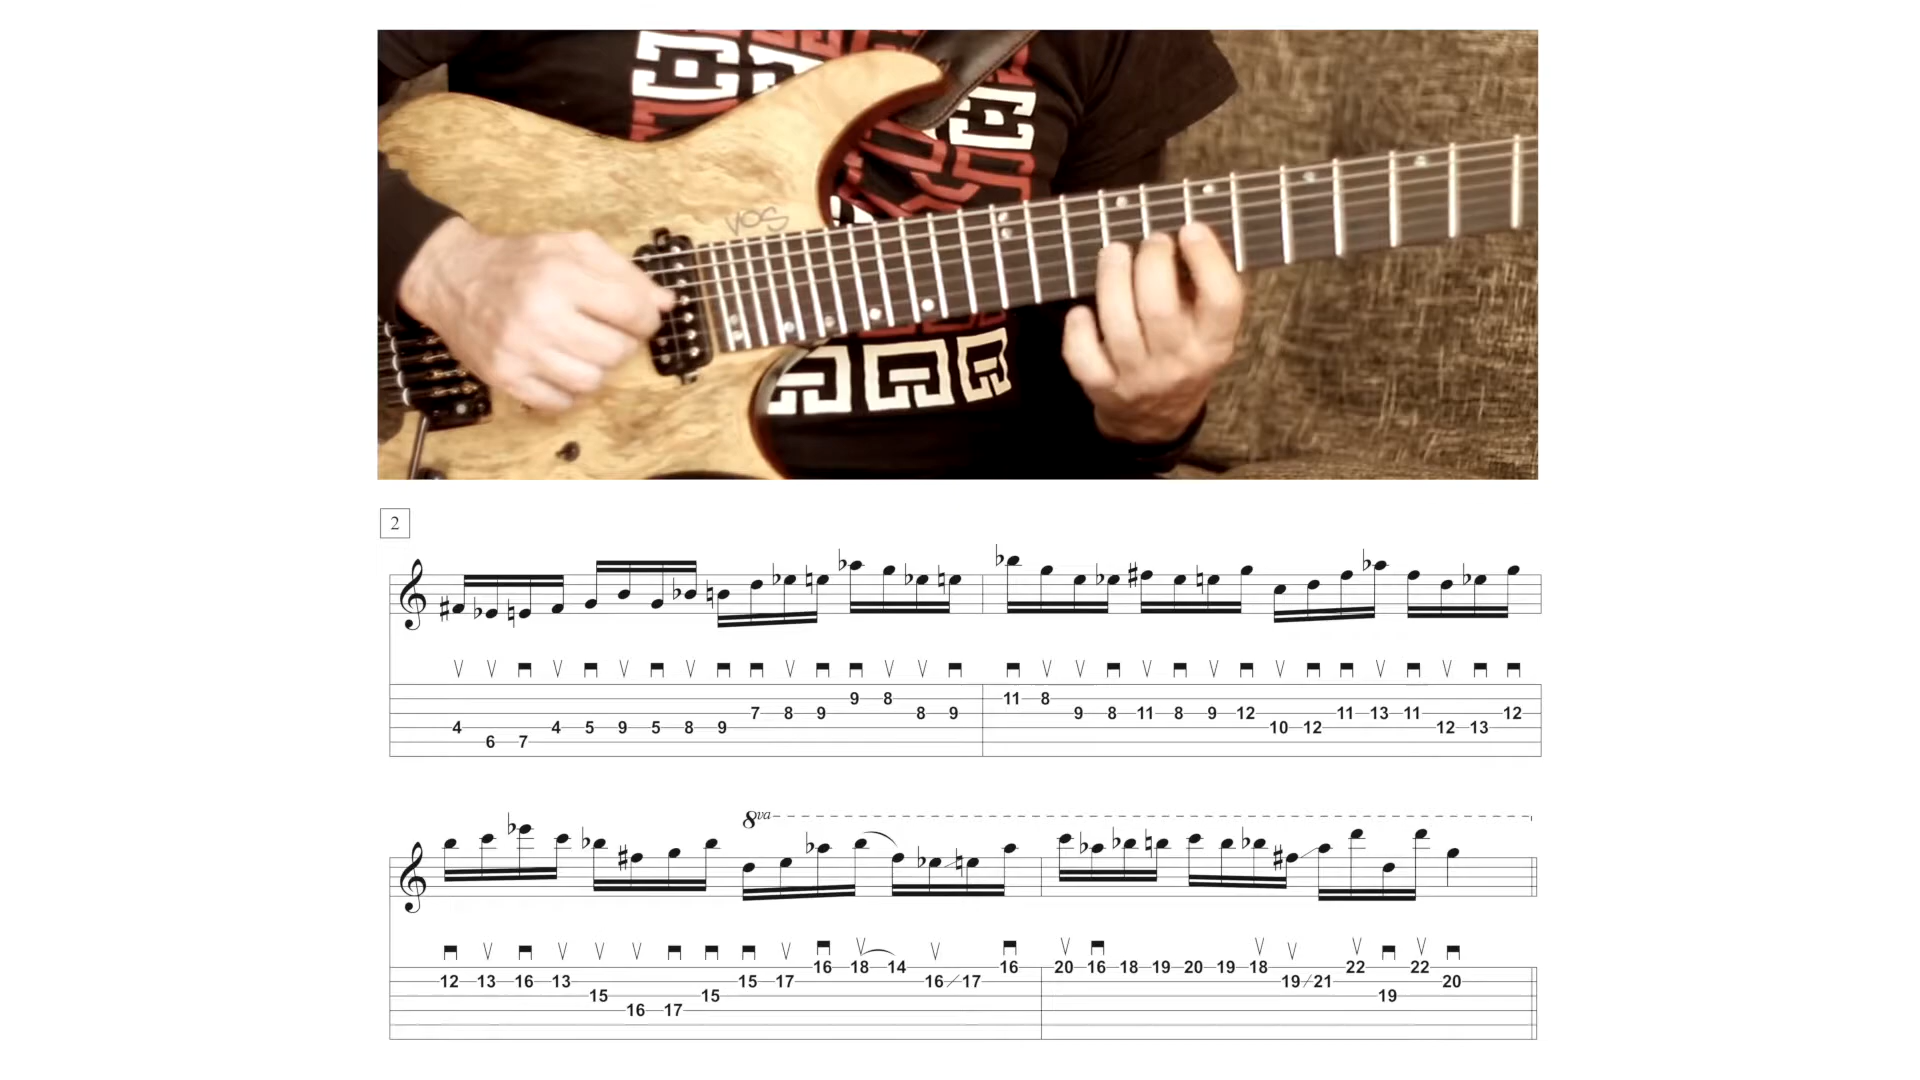 VOS
2
9 8 11 8
7 8 9 8 9 9 8 11 8 9 12 11 13 11 12
4 4 5 9 5 8 9 10 12 12 13
6 7
8va
16 18 14 16 20 16 18 19 20 19 18 22 22
12 13 16 13 15 17 16 17 19 21 20
15 15 19
16 17